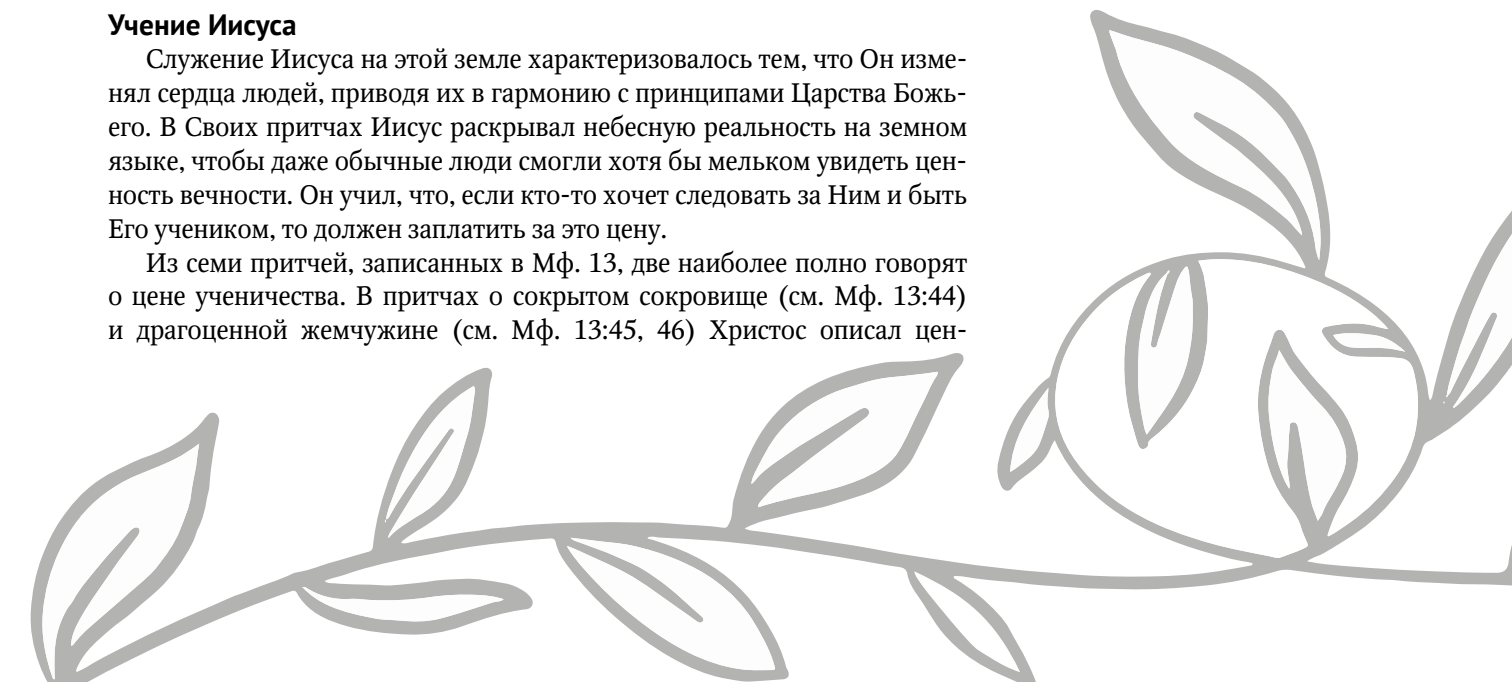 Учение Иисуса
Служение Иисуса на этой земле характеризовалось тем, что Он изме-
нял сердца людей, приводя их в гармонию с принципами Царства Божь-
его. В Своих притчах Иисус раскрывал небесную реальность на земном
языке, чтобы даже обычные люди смогли хотя бы мельком увидеть цен-
ность вечности. Он учил, что, если кто-то хочет следовать за Ним и быть
Его учеником, то должен заплатить за это цену.
Из семи притчей, записанных в Мф. 13, две наиболее полно говорят
о цене ученичества. В притчах о сокрытом сокровище (см. Мф. 13:44)
и драгоценной жемчужине (см. Мф. 13:45, 46) Христос описал цен-